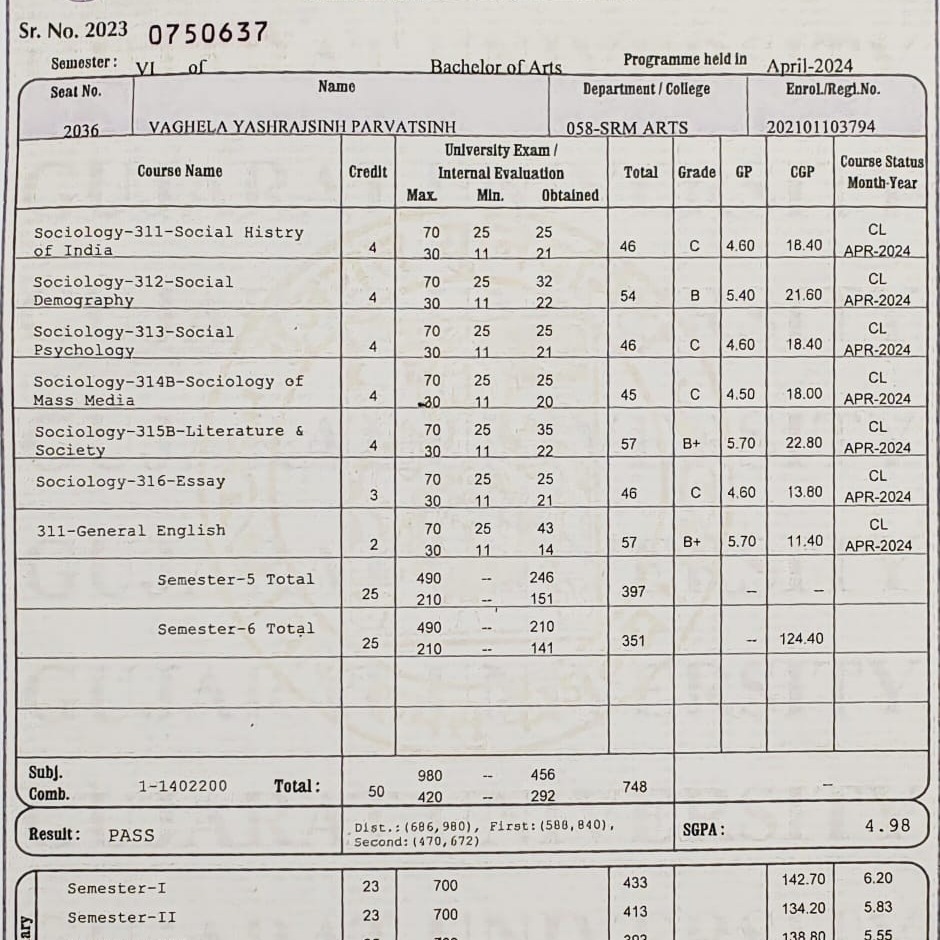 Sr. No. 2023 0750637
Semester: VI of Bachelor of Arts Programme held in April-2024
Seat No. Name Department / College Enrol./Regi.No.
2036 VAGHELA YASHRAJSINH PARVATSINH 058-SRM ARTS 202101103794
Course Name Credit University Exam / Internal Evaluation Total Grade GP CGP Course Status Month-Year
Max. Min. Obtained
Sociology-311-Social Histry 70 25 25 CL
of India 4 30 11 21 46 C 4.60 18.40 APR-2024
Sociology-312-Social 70 25 32 CL
Demography 4 30 11 22 54 B 5.40 21.60 APR-2024
Sociology-313-Social 70 25 25 CL
Psychology 4 30 11 21 46 C 4.60 18.40 APR-2024
Sociology-314B-Sociology of 70 25 25 CL
Mass Media 4 30 11 20 45 C 4.50 18.00 APR-2024
Sociology-315B-Literature & 70 25 35 CL
Society 4 30 11 22 57 B+ 5.70 22.80 APR-2024
Sociology-316-Essay 70 25 25 CL
3 30 11 21 46 C 4.60 13.80 APR-2024
311-General English 70 25 43 CL
2 30 11 14 57 B+ 5.70 11.40 APR-2024
Semester-5 Total 490 -- 246
25 210 -- 151 397 -- --
Semester-6 Total 490 -- 210
25 210 -- 141 351 -- 124.40
Subj. Comb. 1-1402200 Total: 50 980 -- 456 748 --
420 -- 292
Result: PASS Dist.:(686,980), First:(588,840), SGPA: 4.98
Second:(470,672)
Semester-I 23 700 433 142.70 6.20
Semester-II 23 700 413 134.20 5.83
138.80 5.55